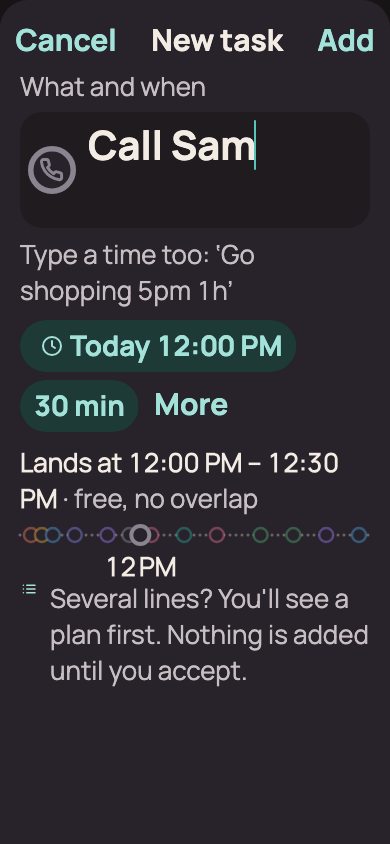 Cancel New task Add
What and when
Call Sam
Type a time too: ‘Go
shopping 5pm 1h’
Today 12:00 PM
30 min More
Lands at 12:00 PM – 12:30
PM · free, no overlap
12 PM
Several lines? You'll see a
plan first. Nothing is added
until you accept.